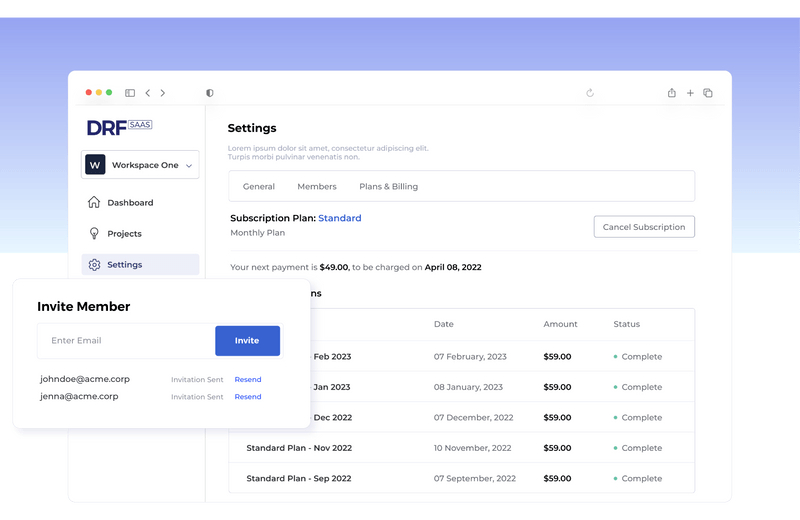 DRF SAAS
W Workspace One
Dashboard
Projects
Settings
Settings
Lorem ipsum dolor sit amet, consectetur adipiscing elit.
Turpis morbi pulvinar venenatis non.
General Members Plans & Billing
Subscription Plan: Standard
Monthly Plan
Cancel Subscription
Your next payment is $49.00, to be charged on April 08, 2022
ns
Date Amount Status
- Feb 2023 07 February, 2023 $59.00 Complete
- Jan 2023 08 January, 2023 $59.00 Complete
- Dec 2022 07 December, 2022 $59.00 Complete
Standard Plan - Nov 2022 10 November, 2022 $59.00 Complete
Standard Plan - Sep 2022 07 September, 2022 $59.00 Complete
Invite Member
Enter Email Invite
johndoe@acme.corp Invitation Sent Resend
jenna@acme.corp Invitation Sent Resend